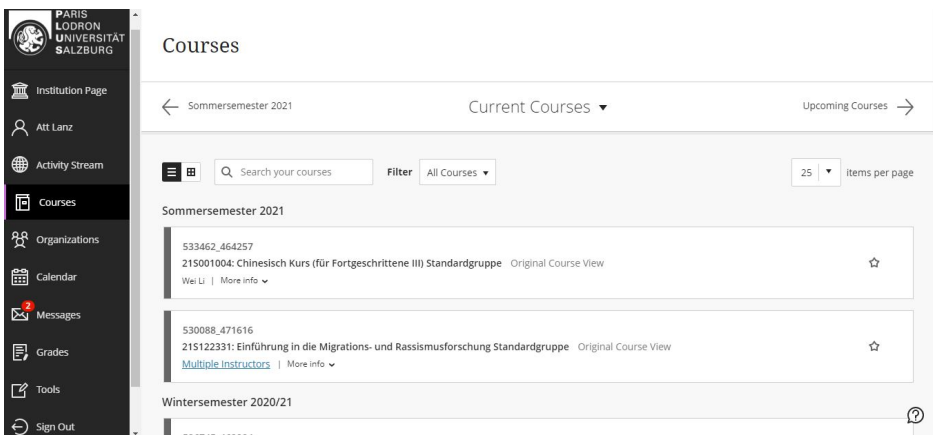 PARIS
LODRON
UNIVERSITÄT
SALZBURG
Institution Page
Att Lanz
Activity Stream
Courses
Organizations
Calendar
2
Messages
Grades
Tools
Sign Out
Courses
Sommersemester 2021
Current Courses
Upcoming Courses
Search your courses
Filter
All Courses
25
items per page
Sommersemester 2021
533462_464257
21S001004: Chinesisch Kurs (für Fortgeschrittene III) Standardgruppe Original Course View
Wei Li | More info
530088_471616
21S122331: Einführung in die Migrations- und Rassismusforschung Standardgruppe Original Course View
Multiple Instructors | More info
Wintersemester 2020/21